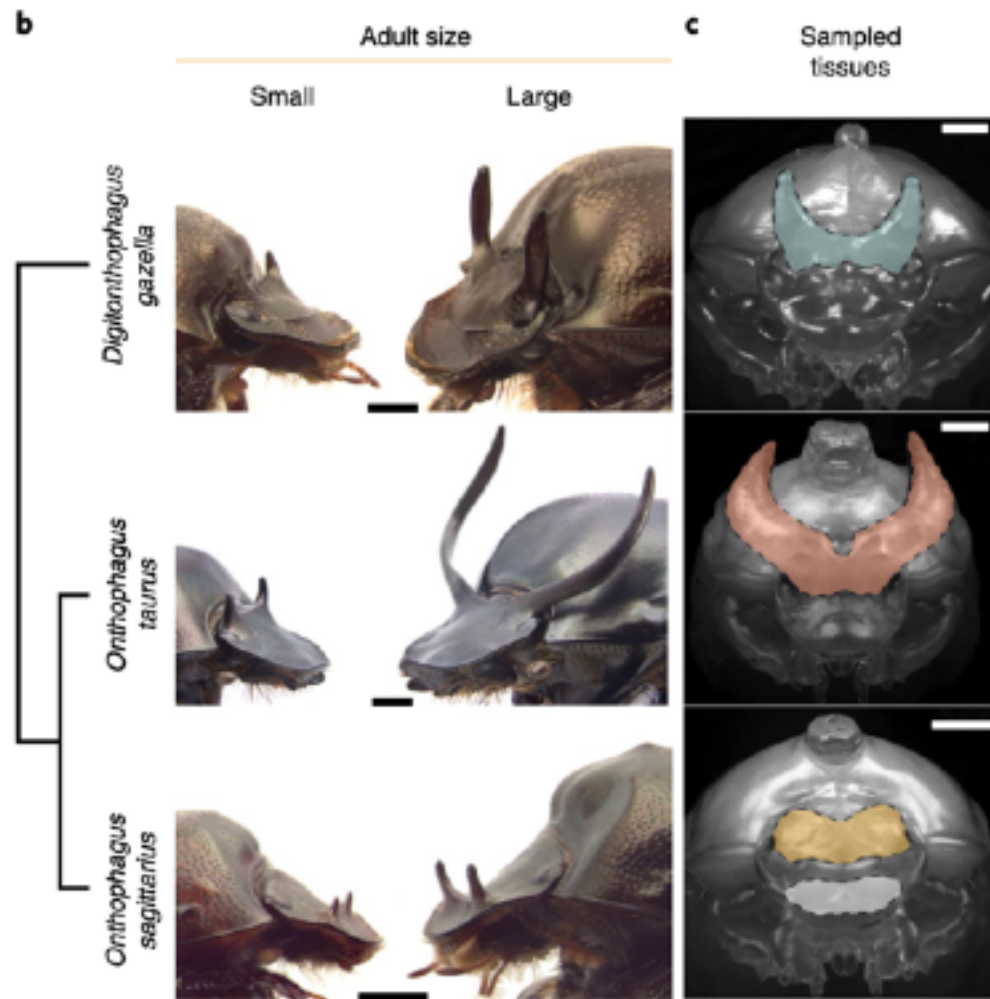 b
Adult size
Small
Large
c
Sampled
tissues
Digitonthophagus
gazella
Onthophagus
taurus
Onthophagus
sagittarius